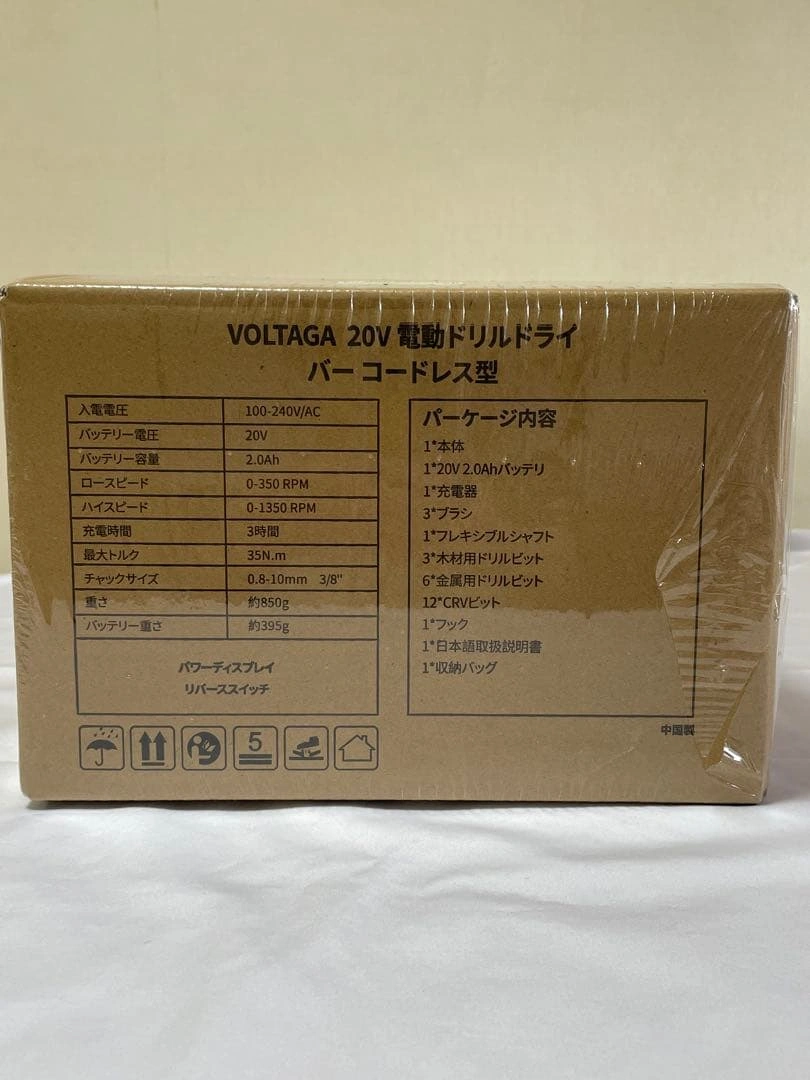 VOLTAGA 20V 電動ドリルドライ
バー コードレス型
入電電圧 100-240V/AC
バッテリー電圧 20V
バッテリー容量 2.0Ah
ロースピード 0-350 RPM
ハイスピード 0-1350 RPM
充電時間 3時間
最大トルク 35N.m
チャックサイズ 0.8-10mm 3/8"
重さ 約850g
バッテリー重さ 約395g
パワーディスプレイ
リバーススイッチ
パーケージ内容
1*本体
1*20V 2.0Ahバッテリ
1*充電器
3*ブラシ
1*フレキシブルシャフト
3*木材用ドリルビット
6*金属用ドリルビット
12*CRVビット
1*フック
1*日本語取扱説明書
1*収納バッグ
5
中国製